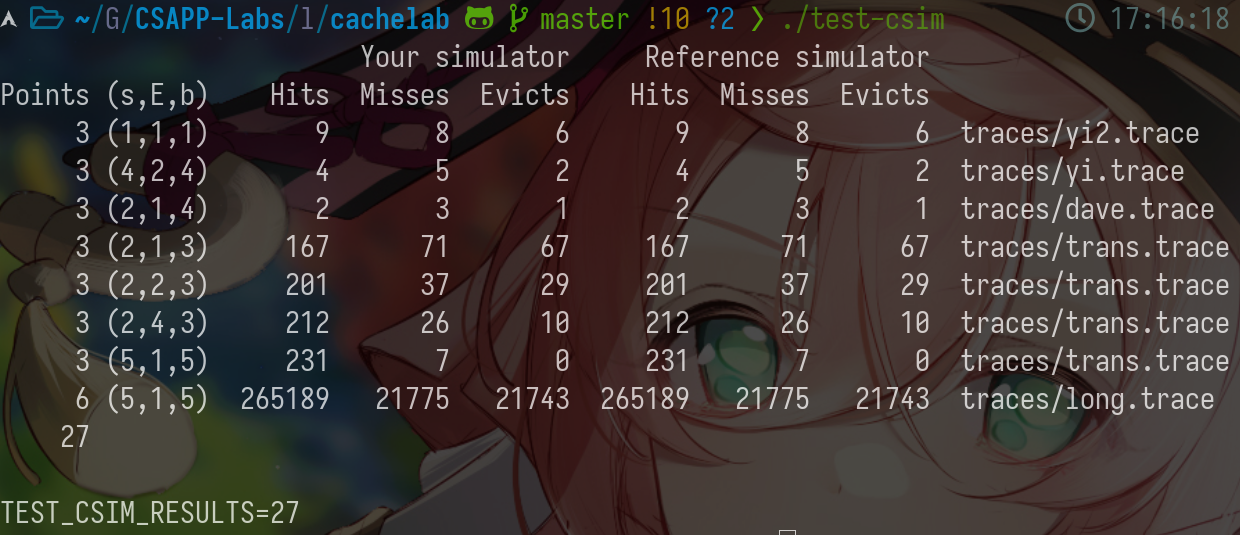 ~/G/CSAPP-Labs/l/cachelab master !10 ?2 ❯ ./test-csim 17:16:18
Your simulator Reference simulator
Points (s,E,b) Hits Misses Evicts Hits Misses Evicts
3 (1,1,1) 9 8 6 9 8 6 traces/yi2.trace
3 (4,2,4) 4 5 2 4 5 2 traces/yi.trace
3 (2,1,4) 2 3 1 2 3 1 traces/dave.trace
3 (2,1,3) 167 71 67 167 71 67 traces/trans.trace
3 (2,2,3) 201 37 29 201 37 29 traces/trans.trace
3 (2,4,3) 212 26 10 212 26 10 traces/trans.trace
3 (5,1,5) 231 7 0 231 7 0 traces/trans.trace
6 (5,1,5) 265189 21775 21743 265189 21775 21743 traces/long.trace
27
TEST_CSIM_RESULTS=27